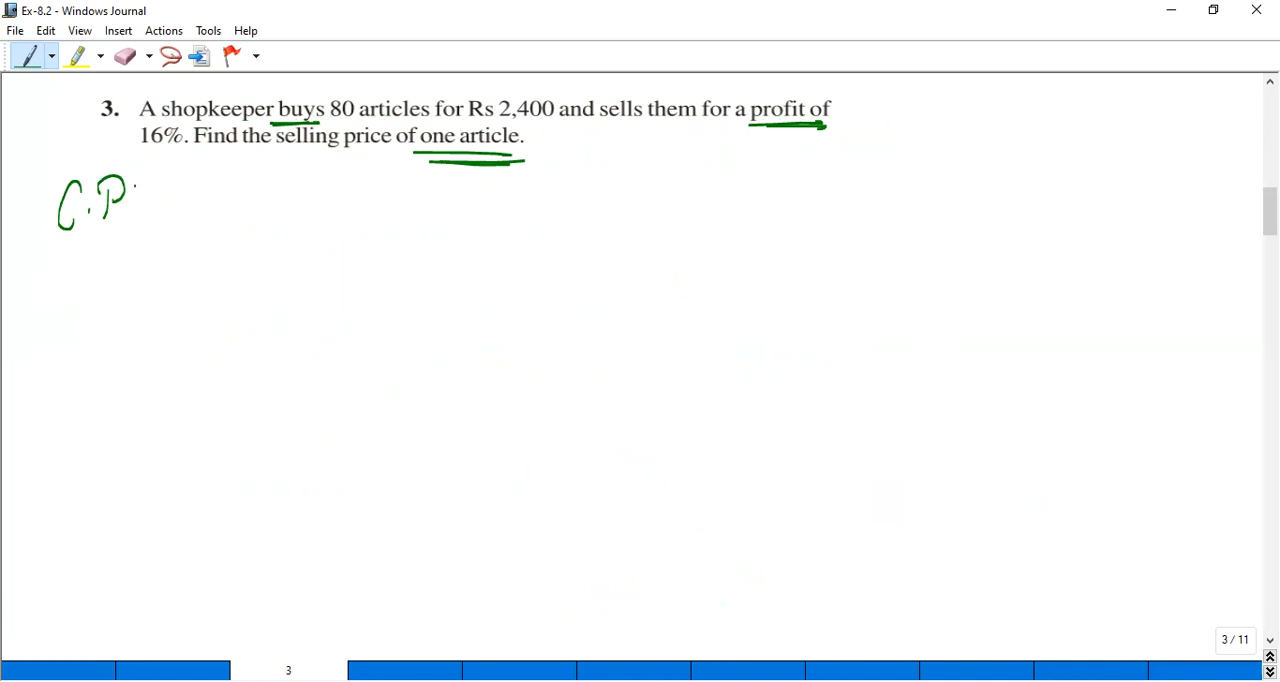 Ex-8.2 - Windows Journal
File Edit View Insert Actions Tools Help
3. A shopkeeper buys 80 articles for Rs 2,400 and sells them for a profit of
16%. Find the selling price of one article.
C.P
3 / 11
3